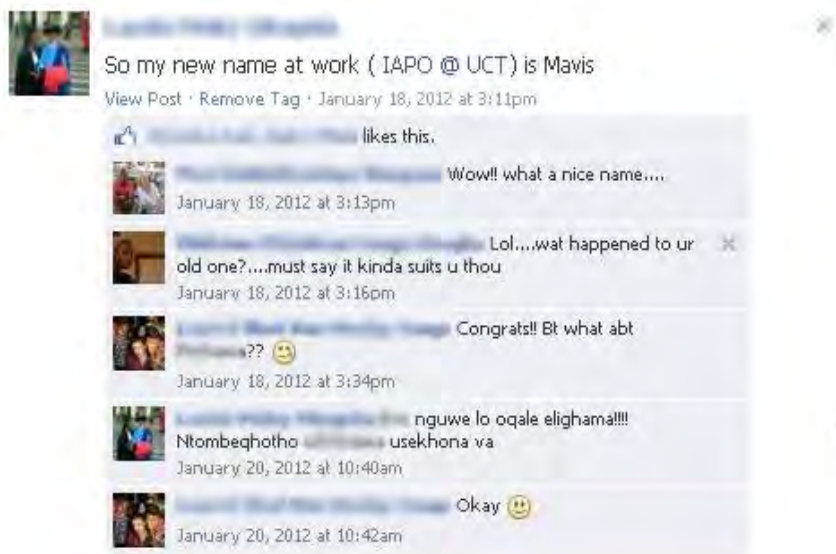 So my new name at work ( IAPO @ UCT) is Mavis
View Post · Remove Tag · January 18, 2012 at 3:11pm
likes this.
Wow!! what a nice name....
January 18, 2012 at 3:13pm
Lol....wat happened to ur
old one?....must say it kinda suits u thou
January 18, 2012 at 3:16pm
Congrats!! Bt what abt
??
January 18, 2012 at 3:34pm
nguwe lo oqale elighama!!!!
Ntombeqhotho usekhona va
January 20, 2012 at 10:40am
Okay
January 20, 2012 at 10:42am